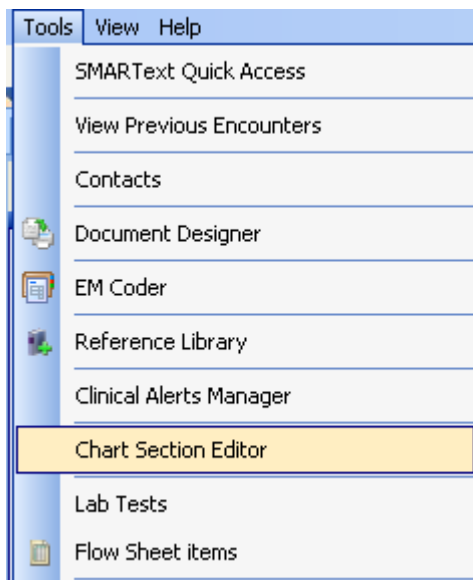 Tools View Help
SMARText Quick Access
View Previous Encounters
Contacts
Document Designer
EM Coder
Reference Library
Clinical Alerts Manager
Chart Section Editor
Lab Tests
Flow Sheet items